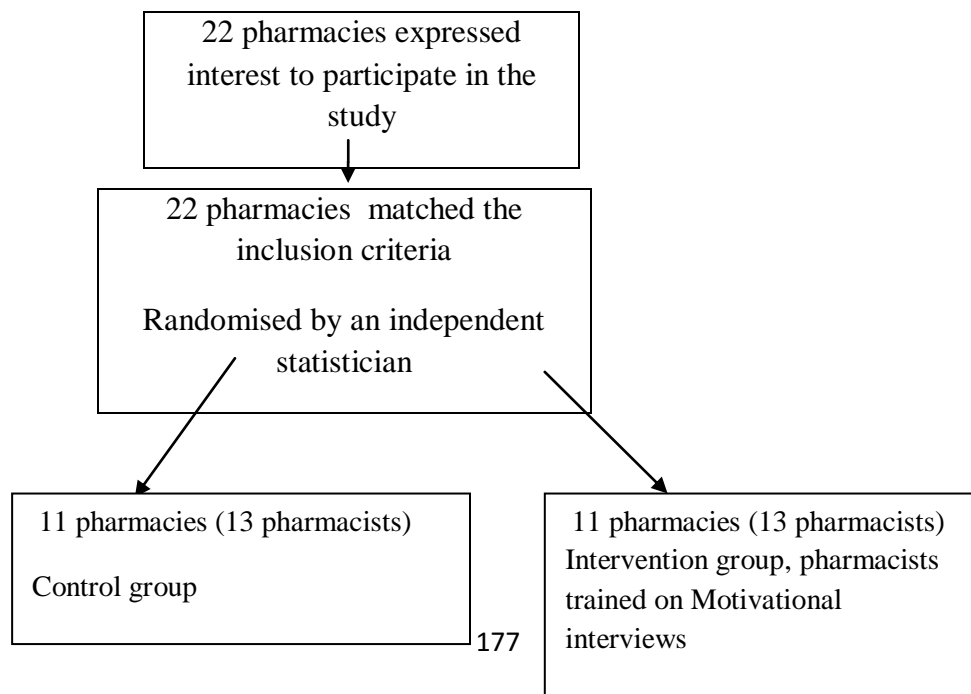 22 pharmacies expressed
interest to participate in the
study
22 pharmacies matched the
inclusion criteria
Randomised by an independent
statistician
11 pharmacies (13 pharmacists)
Control group
11 pharmacies (13 pharmacists)
Intervention group, pharmacists
trained on Motivational
interviews
177